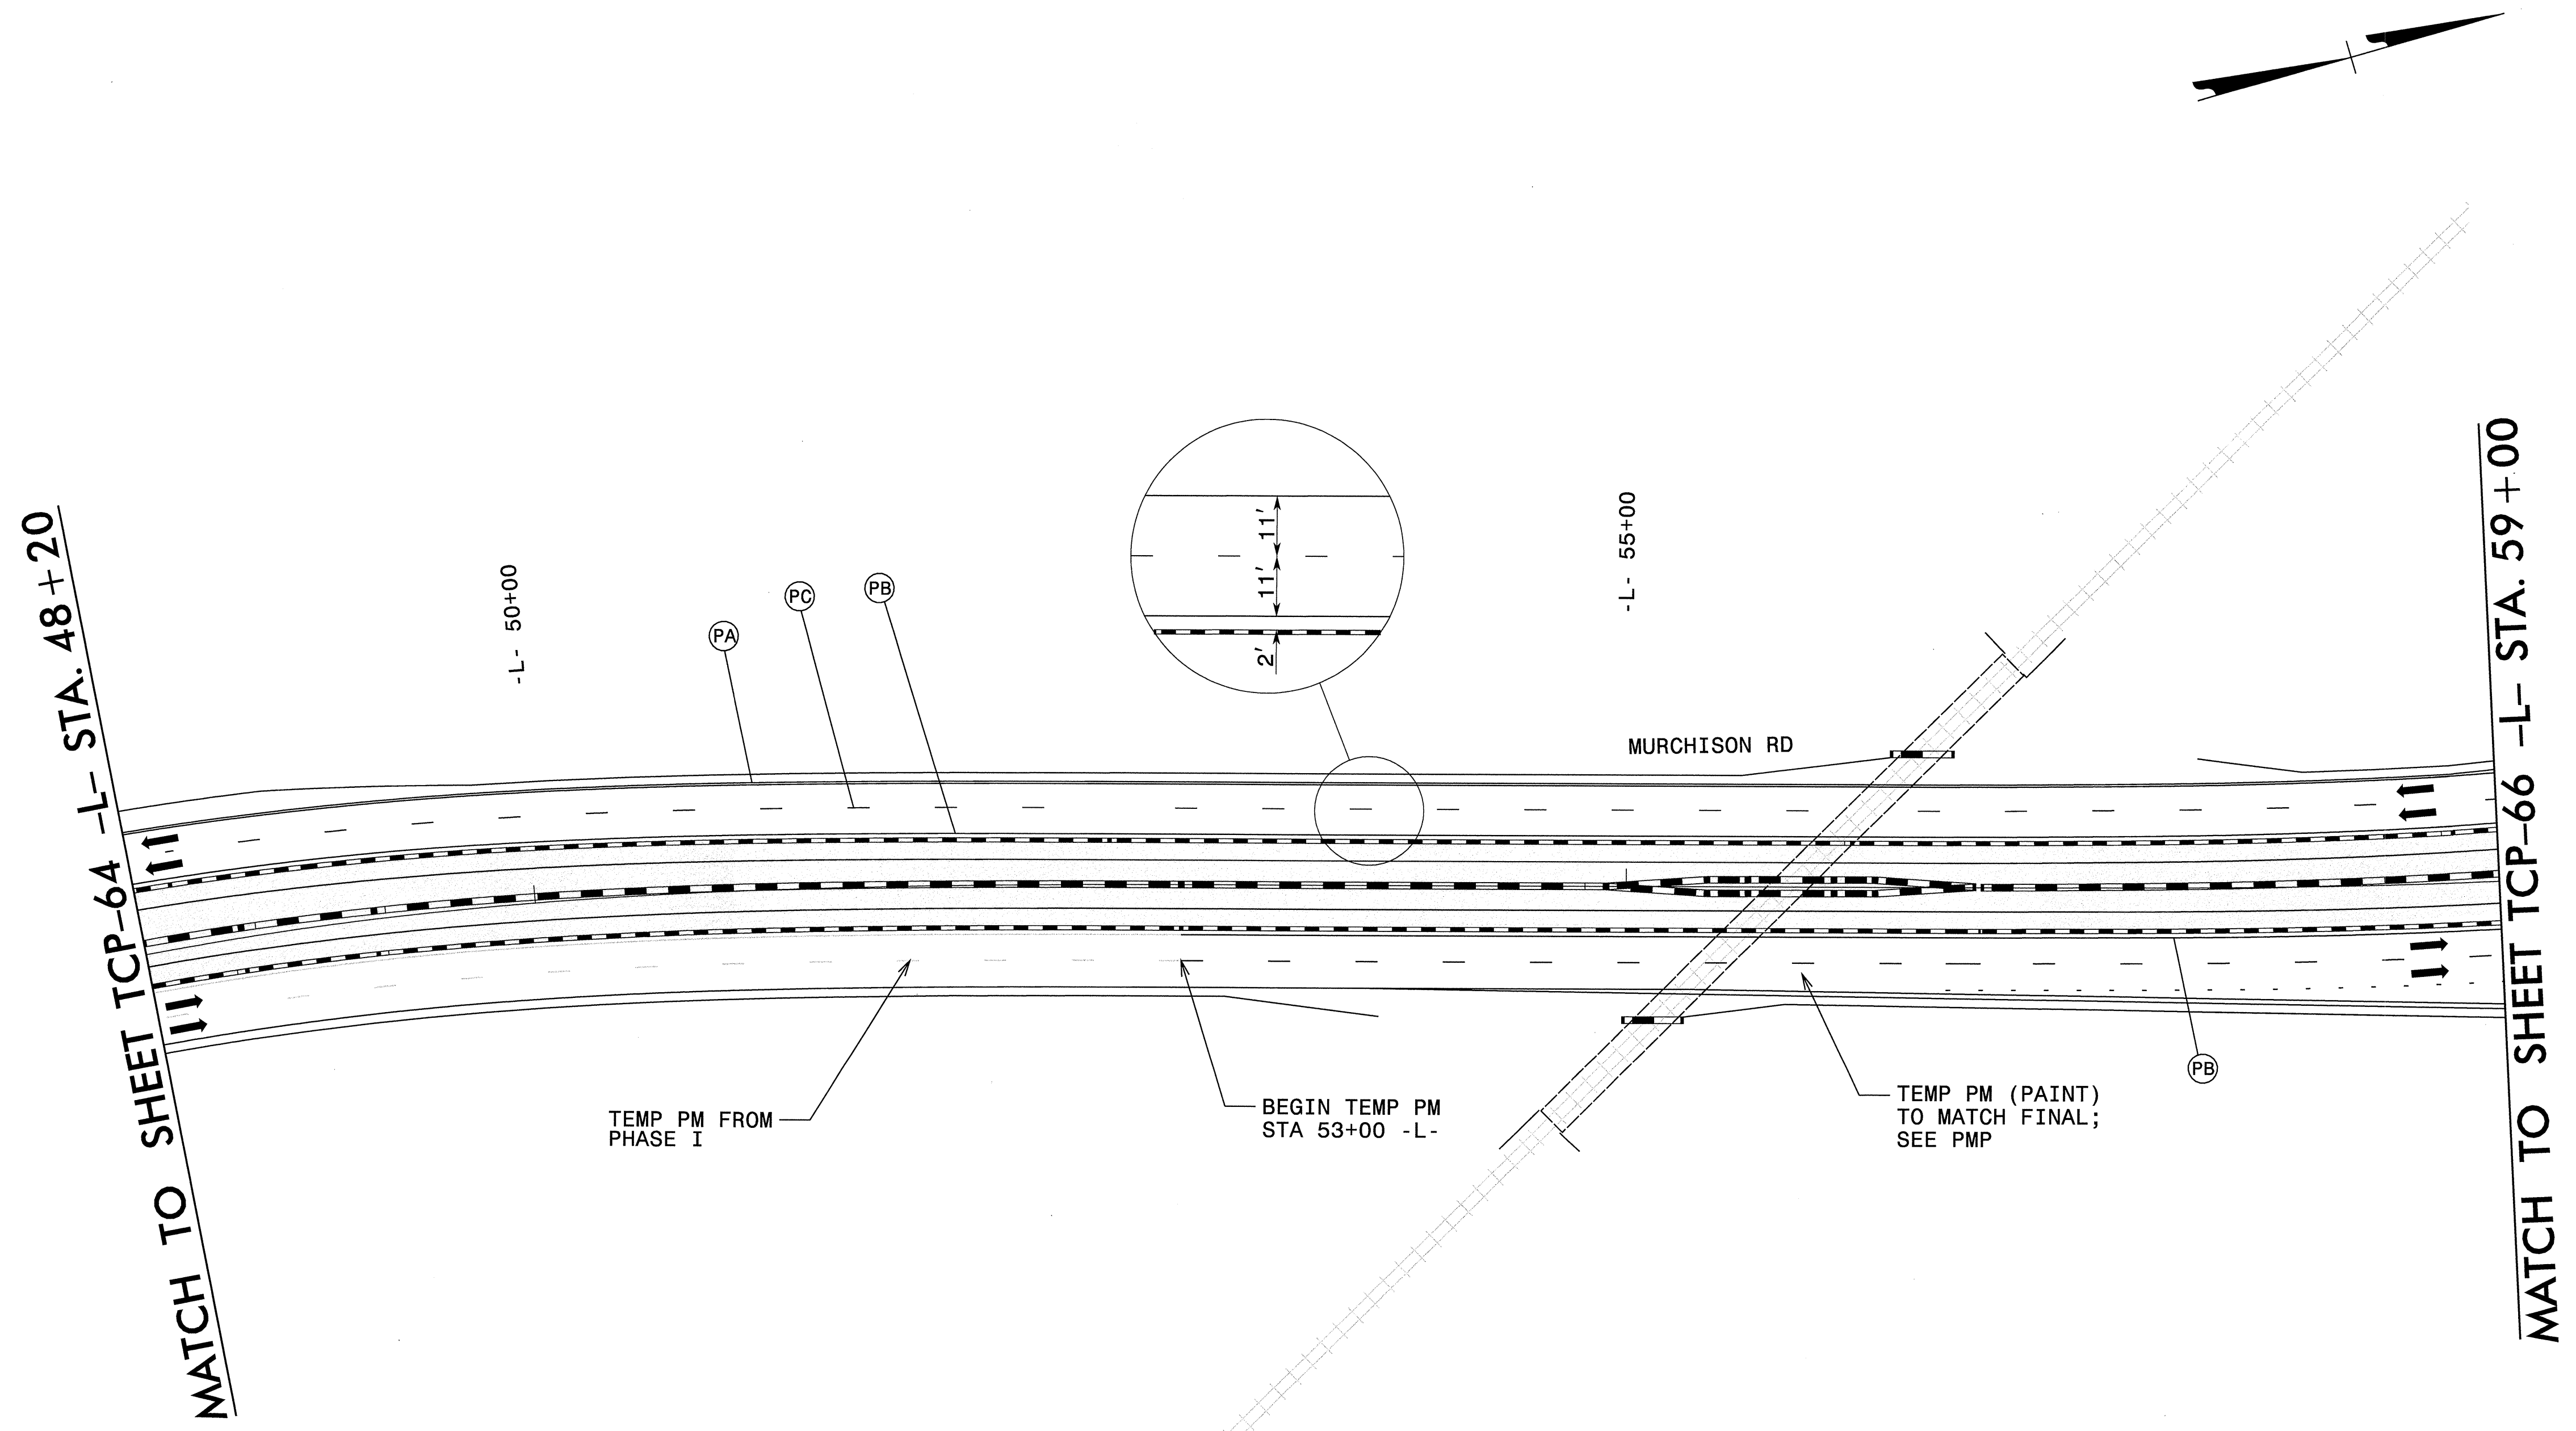 MATCH TO SHEET TCP-64 -L- STA. 48+20
-L- 50+00
PA
PC
PB
11'
11'
2'
-L- 55+00
MURCHISON RD
MATCH TO SHEET TCP-66 -L- STA. 59+00
TEMP PM FROM
PHASE I
BEGIN TEMP PM
STA 53+00 -L-
TEMP PM (PAINT)
TO MATCH FINAL;
SEE PMP
PB